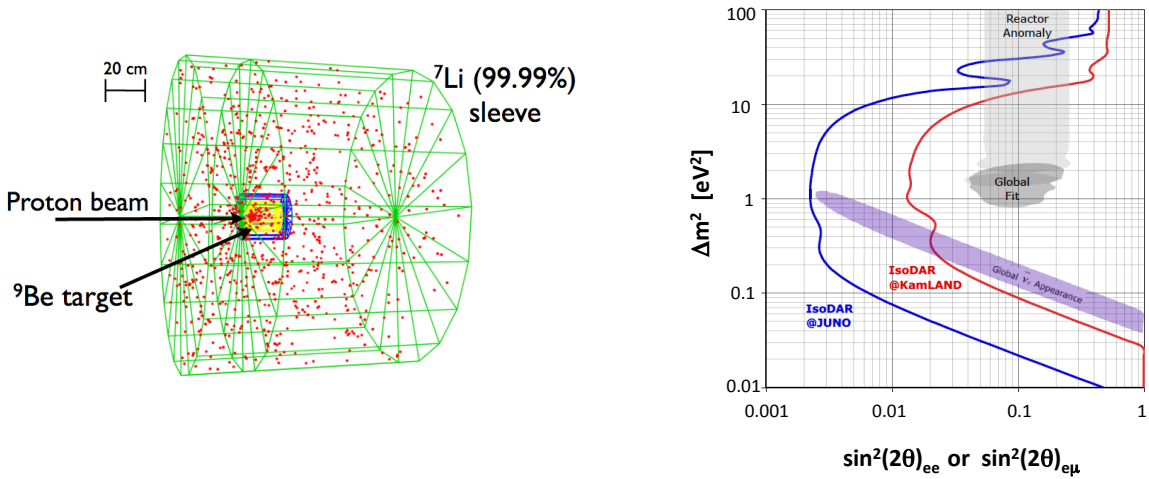 20 cm
⁷Li (99.99%)
sleeve
Proton beam
⁹Be target
100
10
1
0.1
0.01
0.001
0.01
0.1
1
Δm² [eV²]
sin²(2θ)ee or sin²(2θ)eμ
Reactor
Anomaly
Global
Fit
IsoDAR
@KamLAND
IsoDAR
@JUNO
Global ν̄e Appearance